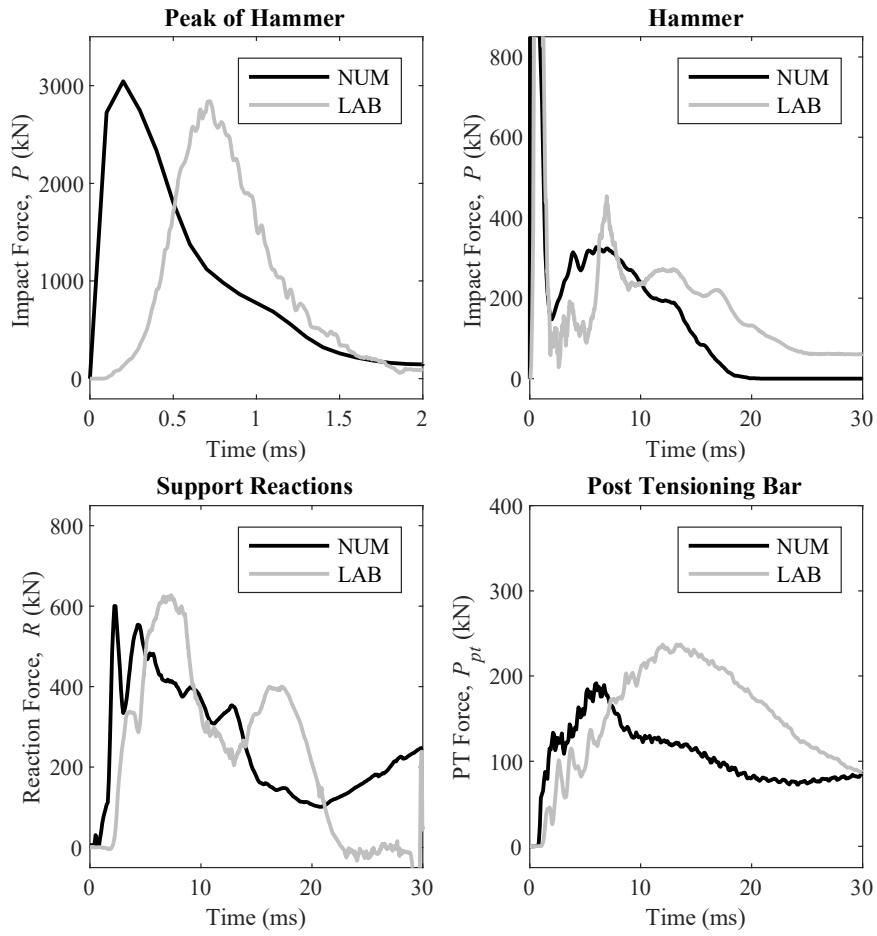 Peak of Hammer
NUM
LAB
3000
2000
1000
0
Impact Force, P (kN)
0 0.5 1 1.5 2
Time (ms)
Hammer
NUM
LAB
800
600
400
200
0
Impact Force, P (kN)
0 10 20 30
Time (ms)
Support Reactions
NUM
LAB
800
600
400
200
0
Reaction Force, R (kN)
0 10 20 30
Time (ms)
Post Tensioning Bar
NUM
LAB
400
300
200
100
0
PT Force, P_pt (kN)
0 10 20 30
Time (ms)